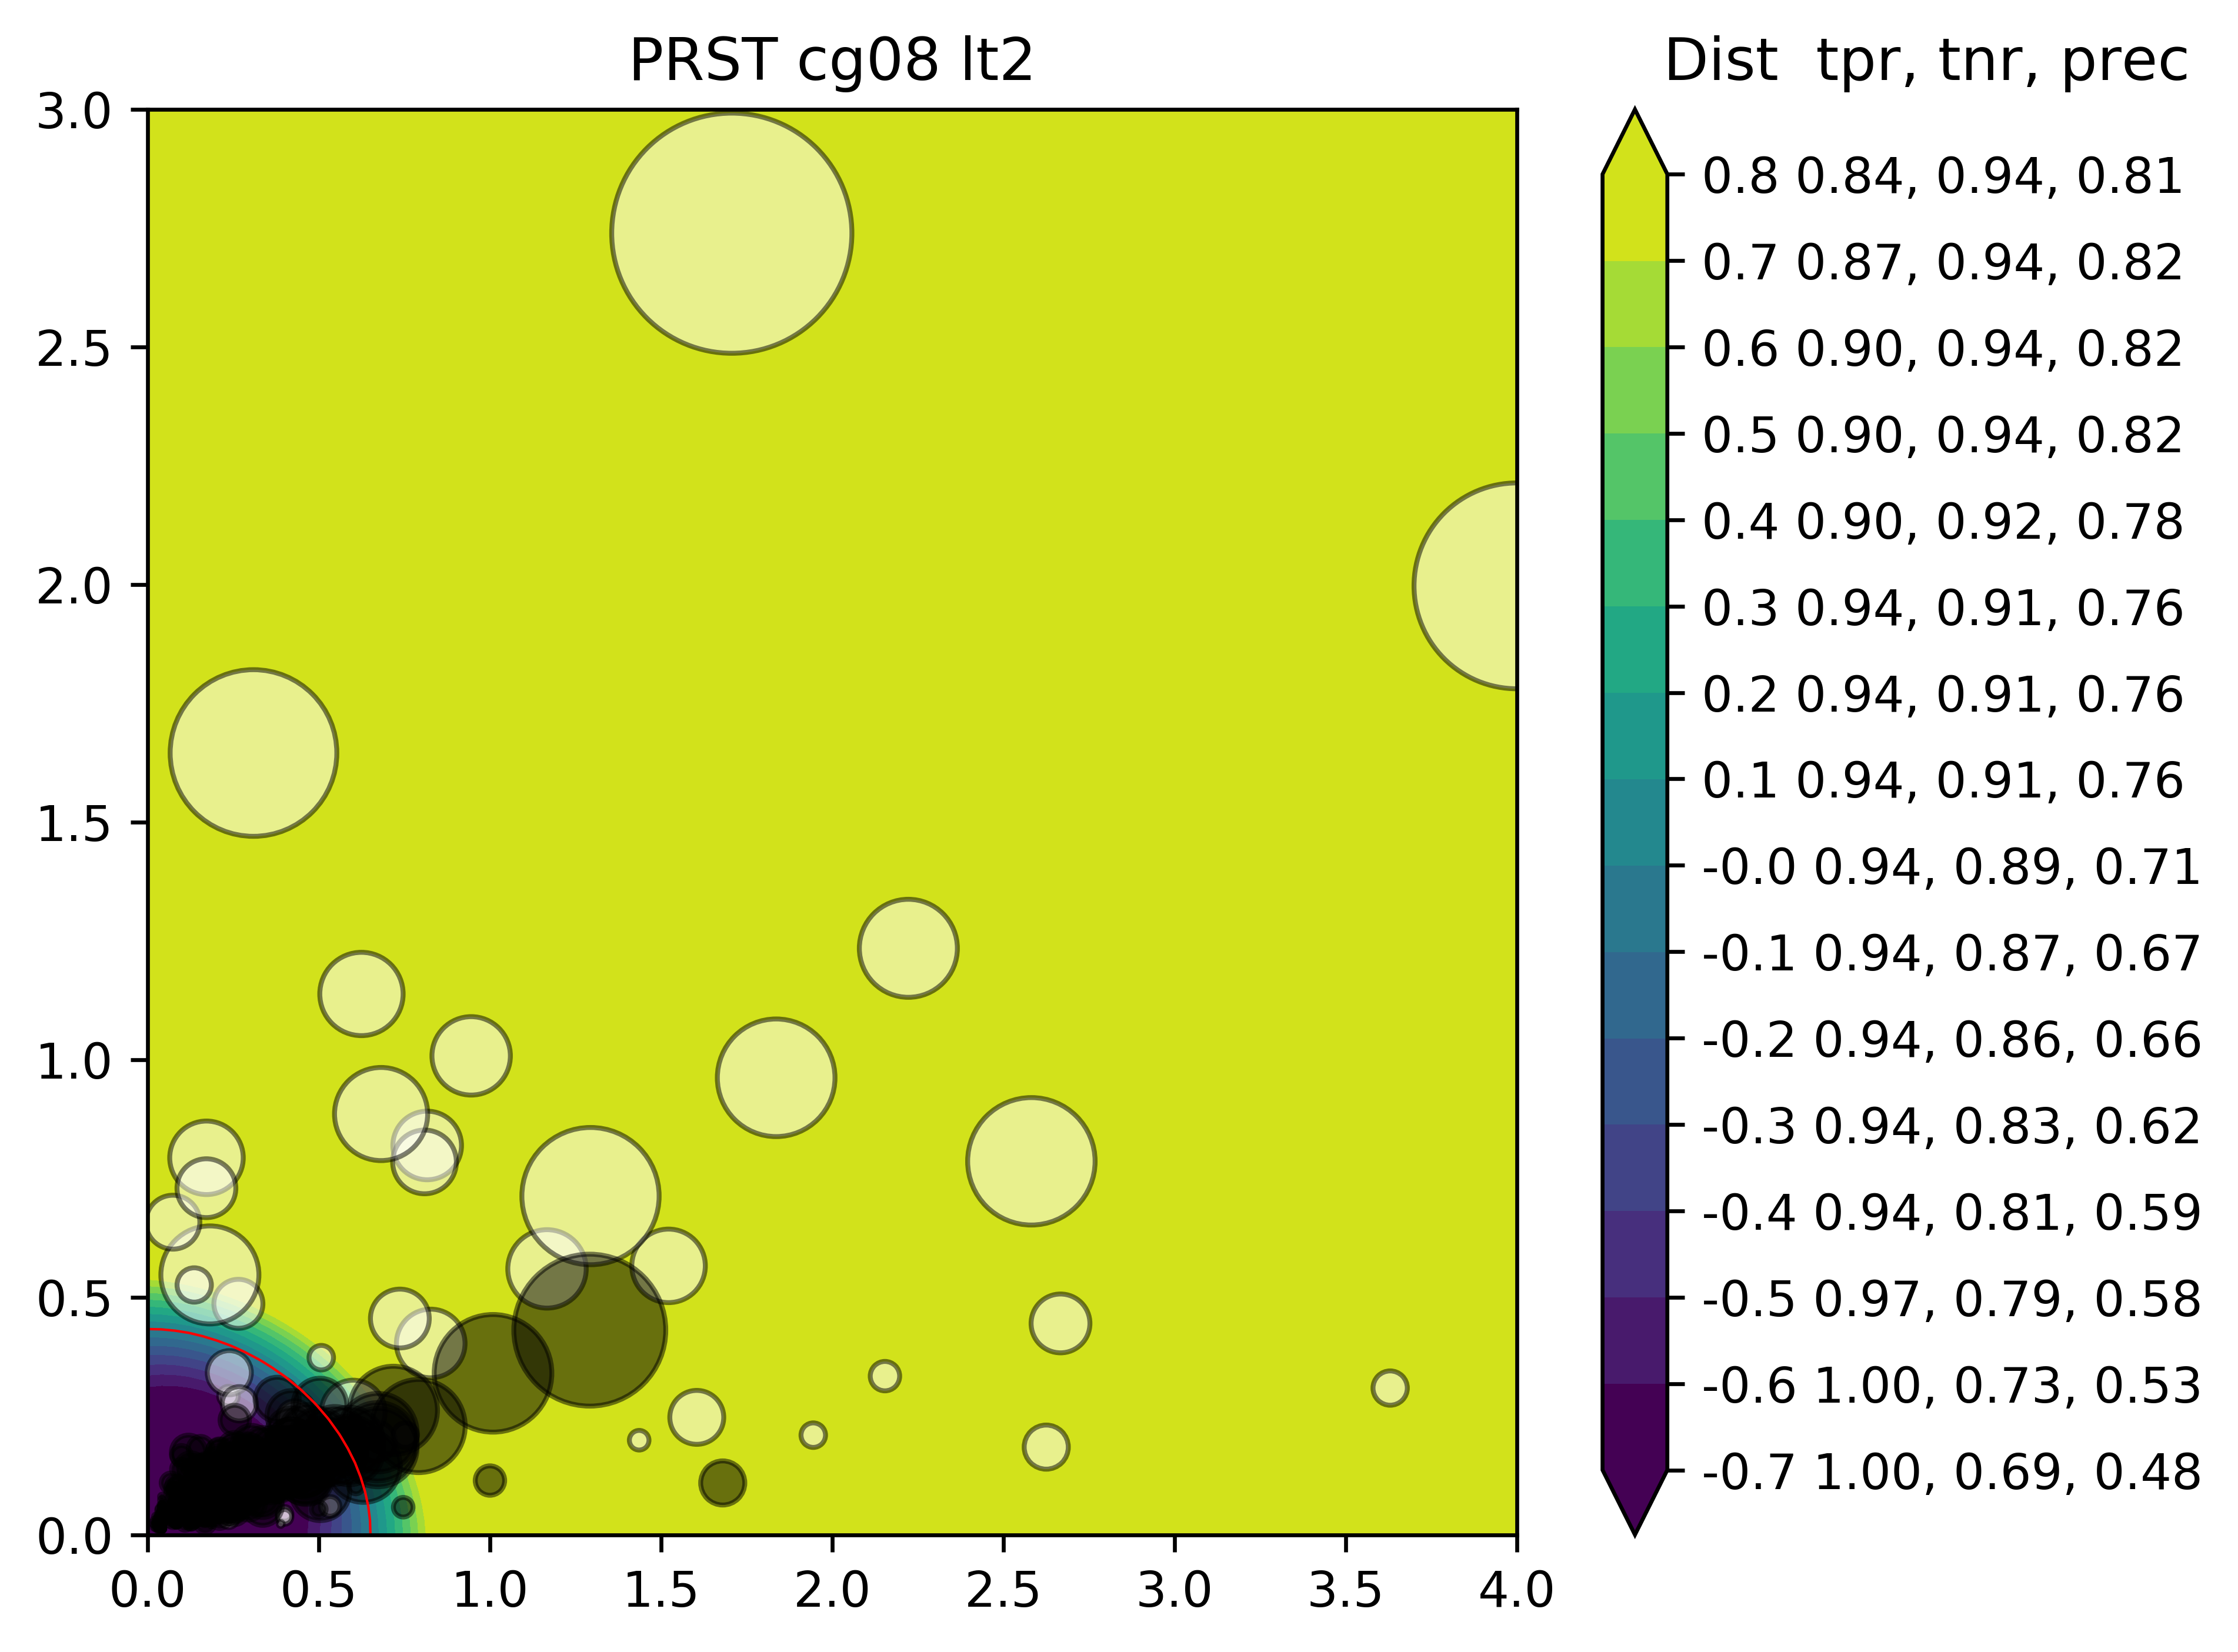 PRST cg08 lt2
Dist tpr, tnr, prec
3.0
2.5
2.0
1.5
1.0
0.5
0.0
0.0 0.5 1.0 1.5 2.0 2.5 3.0 3.5 4.0
0.8 0.84, 0.94, 0.81
0.7 0.87, 0.94, 0.82
0.6 0.90, 0.94, 0.82
0.5 0.90, 0.94, 0.82
0.4 0.90, 0.92, 0.78
0.3 0.94, 0.91, 0.76
0.2 0.94, 0.91, 0.76
0.1 0.94, 0.91, 0.76
-0.0 0.94, 0.89, 0.71
-0.1 0.94, 0.87, 0.67
-0.2 0.94, 0.86, 0.66
-0.3 0.94, 0.83, 0.62
-0.4 0.94, 0.81, 0.59
-0.5 0.97, 0.79, 0.58
-0.6 1.00, 0.73, 0.53
-0.7 1.00, 0.69, 0.48